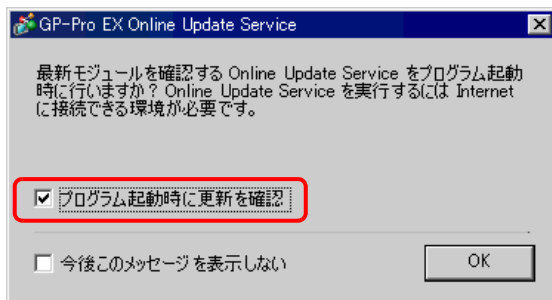 GP-Pro EX Online Update Service
最新モジュールを確認する Online Update Service をプログラム起動
時に行いますか？ Online Update Service を実行するには Internet
に接続できる環境が必要です。
プログラム起動時に更新を確認
今後このメッセージを表示しない
OK